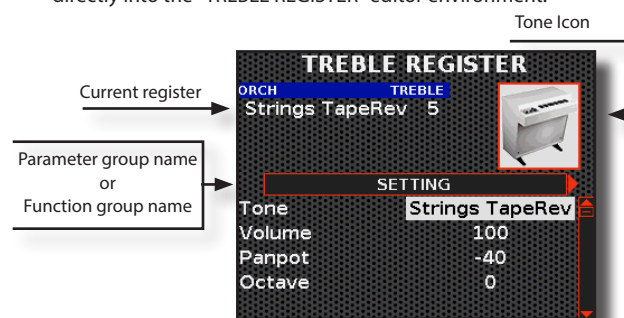 directly into the "TREBLE REGISTER" editor environment.
Tone Icon
TREBLE REGISTER
ORCH TREBLE
Current register
Strings TapeRev 5
Parameter group name
or
Function group name
SETTING
Tone Strings TapeRev
Volume 100
Panpot -40
Octave 0